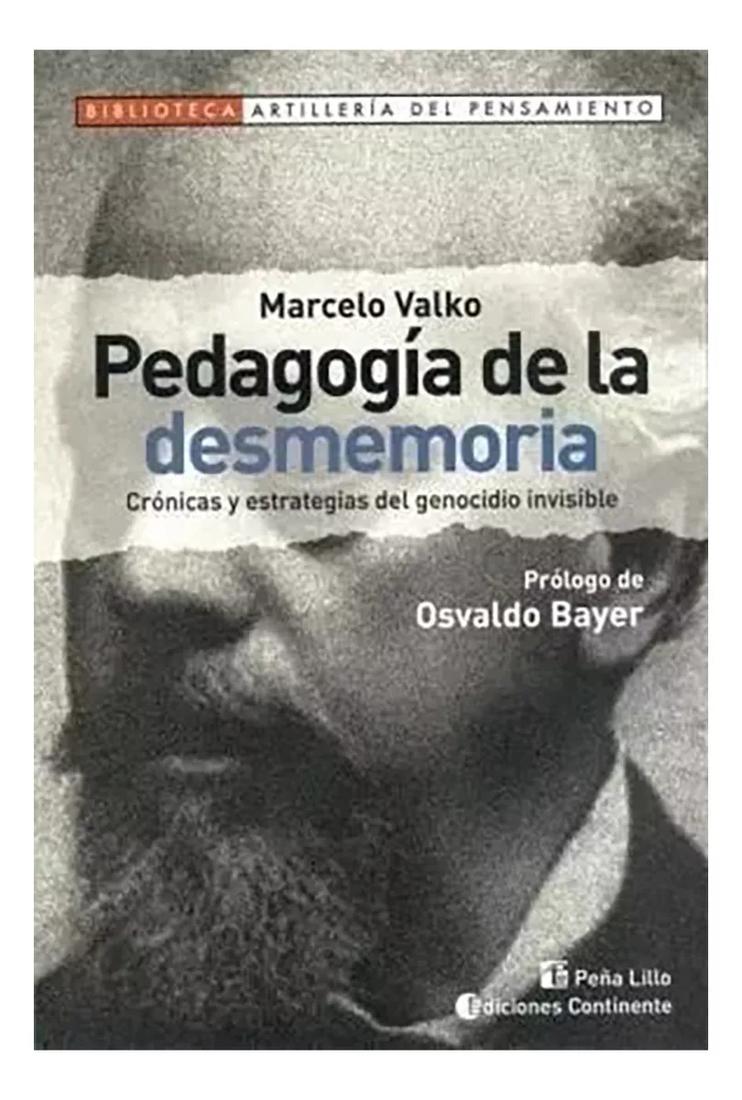 BIBLIOTECA ARTILLERÍA DEL PENSAMIENTO
Marcelo Valko
Pedagogía de la
desmemoria
Crónicas y estrategias del genocidio invisible
Prólogo de
Osvaldo Bayer
Peña Lillo
Ediciones Continente